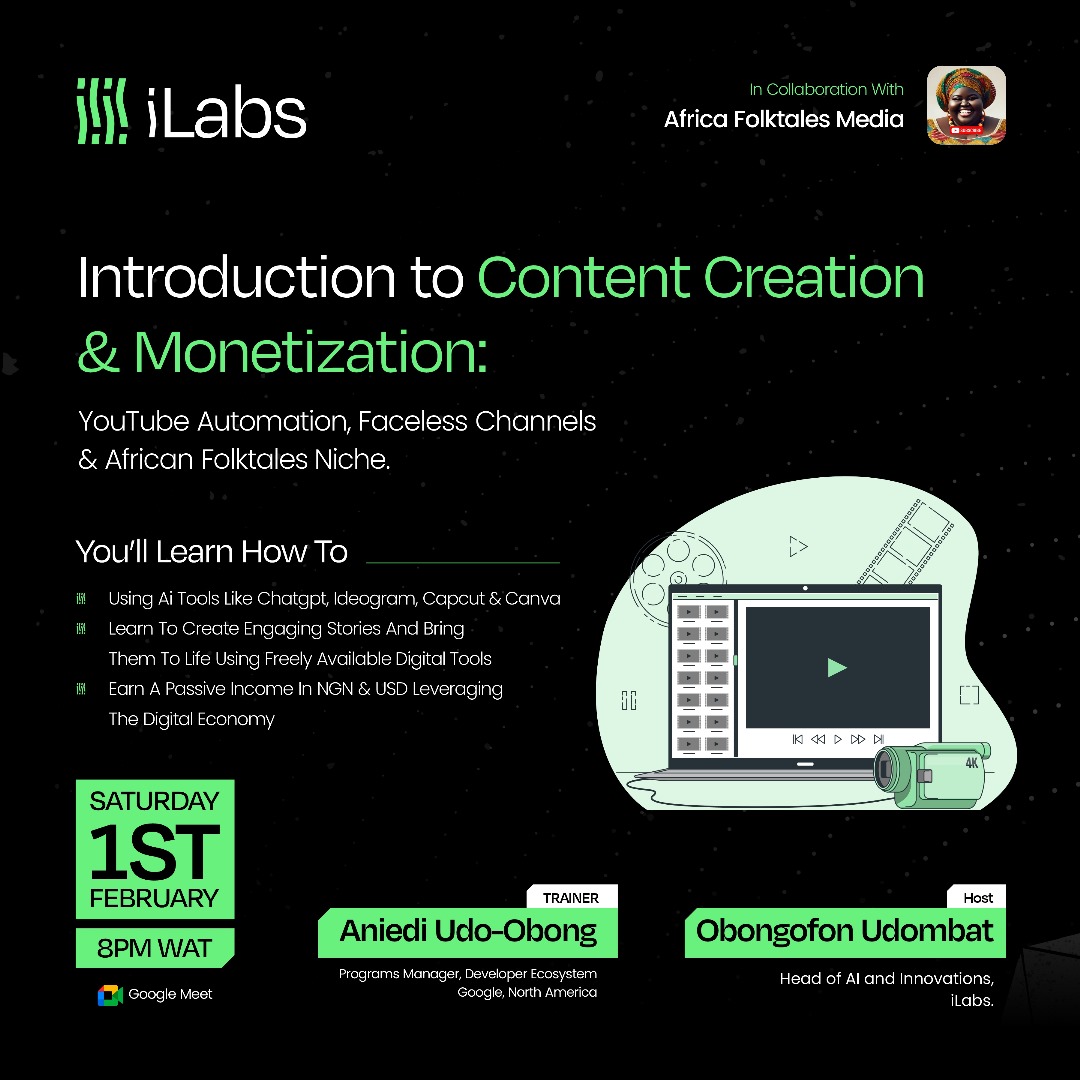 iLabs
In Collaboration With
Africa Folktales Media
SUBSCRIBE
Introduction to Content Creation
& Monetization:
YouTube Automation, Faceless Channels
& African Folktales Niche.
You'll Learn How To
Using Ai Tools Like Chatgpt, Ideogram, Capcut & Canva
Learn To Create Engaging Stories And Bring
Them To Life Using Freely Available Digital Tools
Earn A Passive Income In NGN & USD Leveraging
The Digital Economy
4K
SATURDAY
1ST
FEBRUARY
8PM WAT
Google Meet
TRAINER
Aniedi Udo-Obong
Programs Manager, Developer Ecosystem
Google, North America
Host
Obongofon Udombat
Head of AI and Innovations,
iLabs.